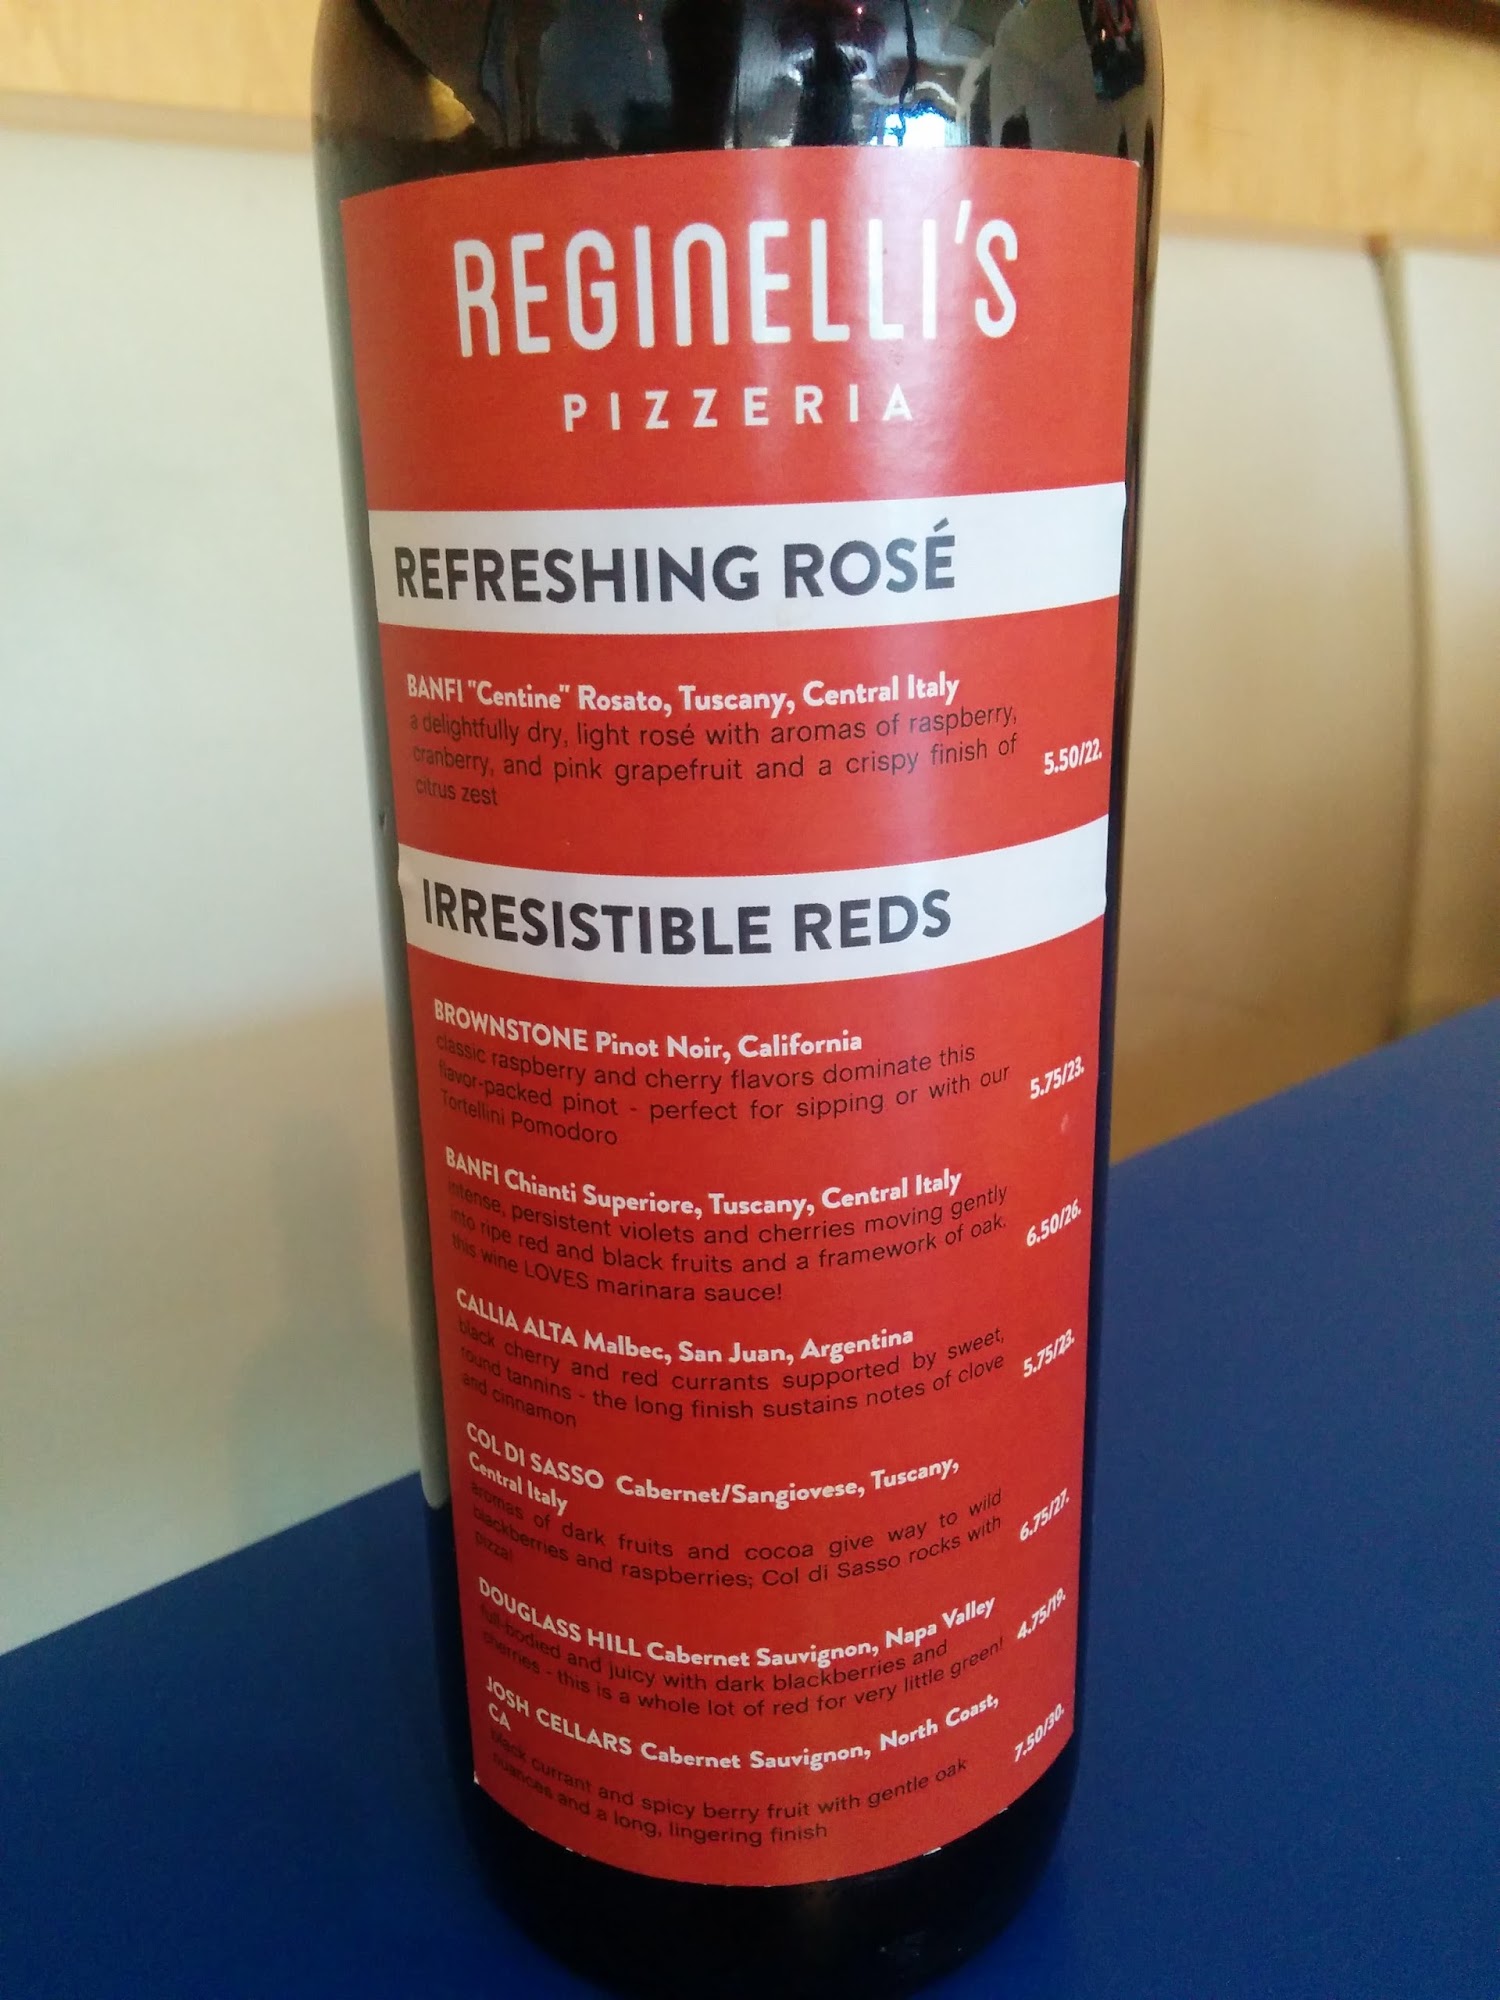 REGINELLI'S
PIZZERIA
REFRESHING ROSÉ
BANFI "Centine" Rosato, Tuscany, Central Italy
a delightfully dry, light rosé with aromas of raspberry,
cranberry, and pink grapefruit and a crispy finish of
citrus zest
5.50/22.
IRRESISTIBLE REDS
BROWNSTONE Pinot Noir, California
classic raspberry and cherry flavors dominate this
flavor-packed pinot - perfect for sipping or with our
Tortellini Pomodoro
5.75/23.
BANFI Chianti Superiore, Tuscany, Central Italy
intense, persistent violets and cherries moving gently
into ripe red and black fruits and a framework of oak.
this wine LOVES marinara sauce!
6.50/26.
CALLIA ALTA Malbec, San Juan, Argentina
black cherry and red currants supported by sweet,
round tannins - the long finish sustains notes of clove
and cinnamon
5.75/23.
COL DI SASSO Cabernet/Sangiovese, Tuscany,
Central Italy
aromas of dark fruits and cocoa give way to wild
blackberries and raspberries; Col di Sasso rocks with
pizza!
6.75/27.
DOUGLASS HILL Cabernet Sauvignon, Napa Valley
full-bodied and juicy with dark blackberries and
cherries - this is a whole lot of red for very little green!
4.75/19.
JOSH CELLARS Cabernet Sauvignon, North Coast,
CA
black currant and spicy berry fruit with gentle oak
nuances and a long, lingering finish
7.50/30.